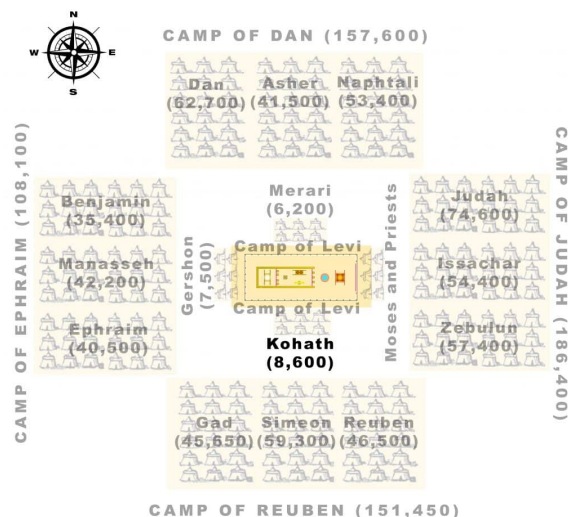 N
W E
S
CAMP OF DAN (157,600)
Dan
(62,700)
Asher
(41,500)
Naphtali
(53,400)
CAMP OF EPHRAIM (108,100)
Benjamin
(35,400)
Manasseh
(42,200)
Ephraim
(40,500)
Gershon
(7,500)
Merari
(6,200)
Camp of Levi
Camp of Levi
Kohath
(8,600)
Moses and Priests
Judah
(74,600)
Issachar
(54,400)
Zebulun
(57,400)
CAMP OF JUDAH (186,400)
Gad
(45,650)
Simeon
(59,300)
Reuben
(46,500)
CAMP OF REUBEN (151,450)